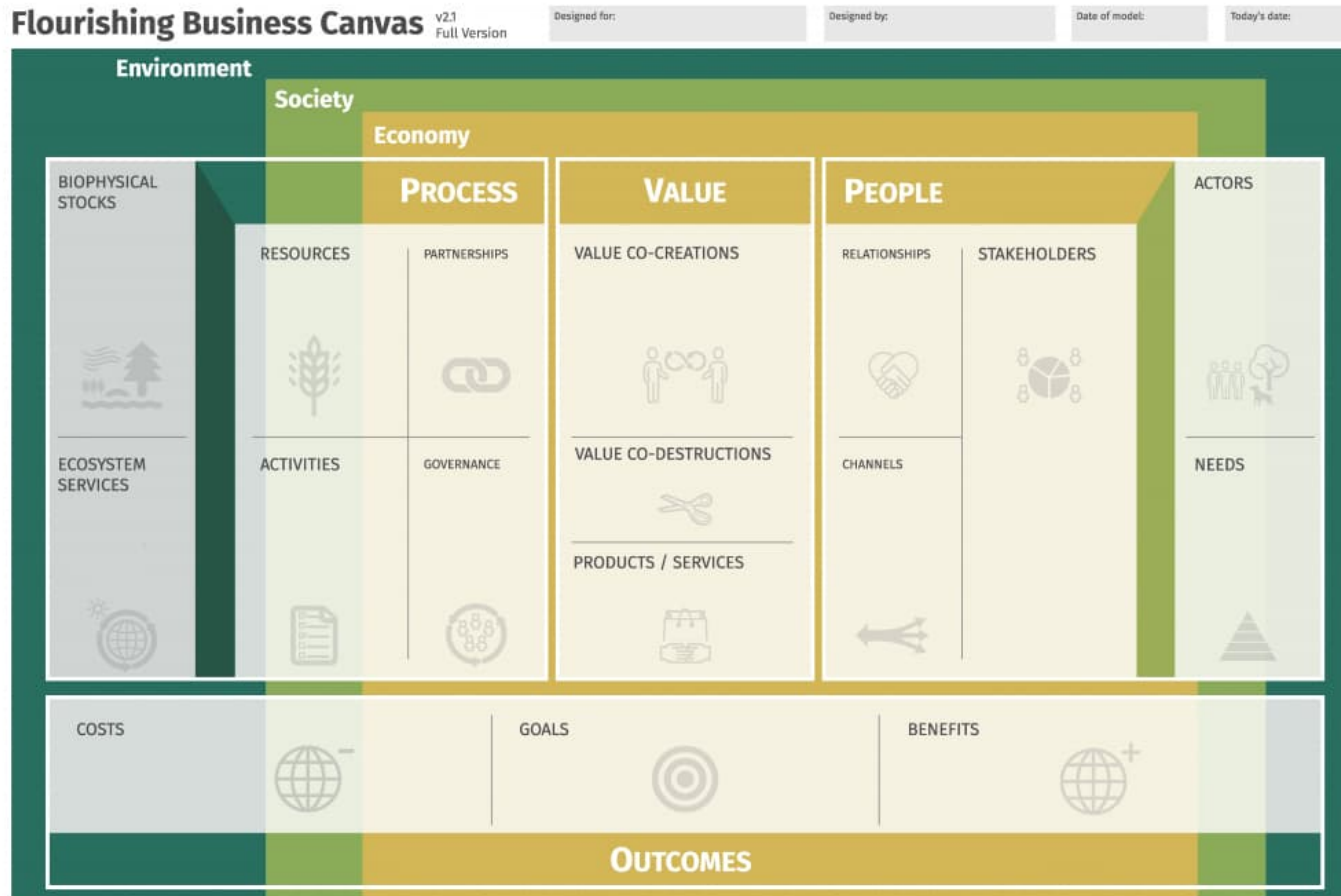 Flourishing Business Canvas
v2.1
Full Version
Designed for:
Designed by:
Date of model:
Today's date:
Environment
Society
Economy
BIOPHYSICAL
STOCKS
ECOSYSTEM
SERVICES
PROCESS
RESOURCES
PARTNERSHIPS
ACTIVITIES
GOVERNANCE
VALUE
VALUE CO-CREATIONS
VALUE CO-DESTRUCTIONS
PRODUCTS / SERVICES
PEOPLE
RELATIONSHIPS
STAKEHOLDERS
CHANNELS
ACTORS
NEEDS
COSTS
GOALS
BENEFITS
OUTCOMES